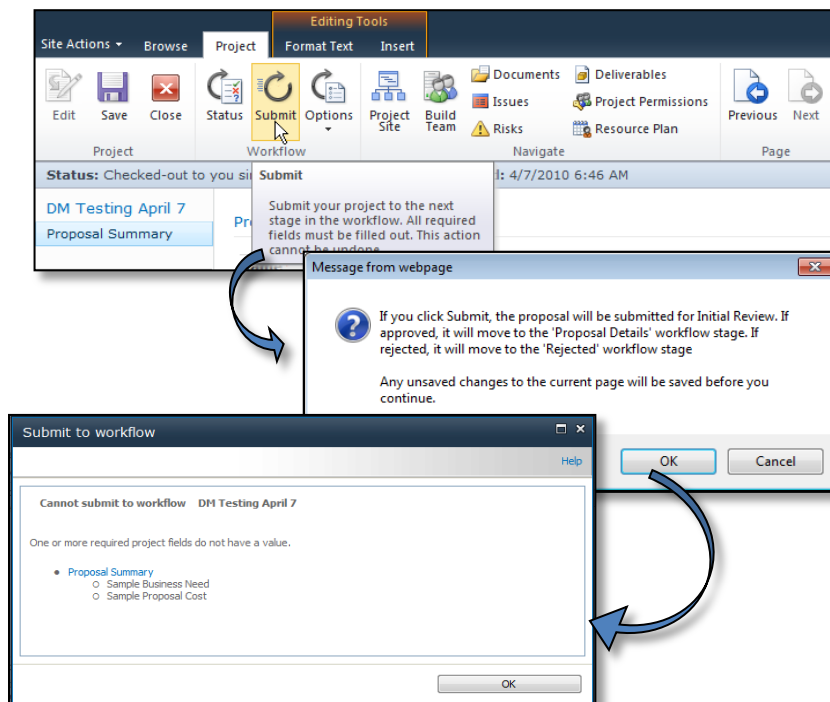 Editing Tools
Site Actions Browse Project Format Text Insert
Edit Save Close Status Submit Options Project Site Build Team Documents Deliverables Previous Next
Issues Project Permissions
Risks Resource Plan
Project Workflow Navigate Page
Status: Checked-out to you si 4/7/2010 6:46 AM
DM Testing April 7
Proposal Summary
Submit
Submit your project to the next
stage in the workflow. All required
fields must be filled out. This action
cannot be undone.
Message from webpage
If you click Submit, the proposal will be submitted for Initial Review. If
approved, it will move to the 'Proposal Details' workflow stage. If
rejected, it will move to the 'Rejected' workflow stage
Any unsaved changes to the current page will be saved before you
continue.
OK Cancel
Submit to workflow
Help
Cannot submit to workflow DM Testing April 7
One or more required project fields do not have a value.
Proposal Summary
Sample Business Need
Sample Proposal Cost
OK